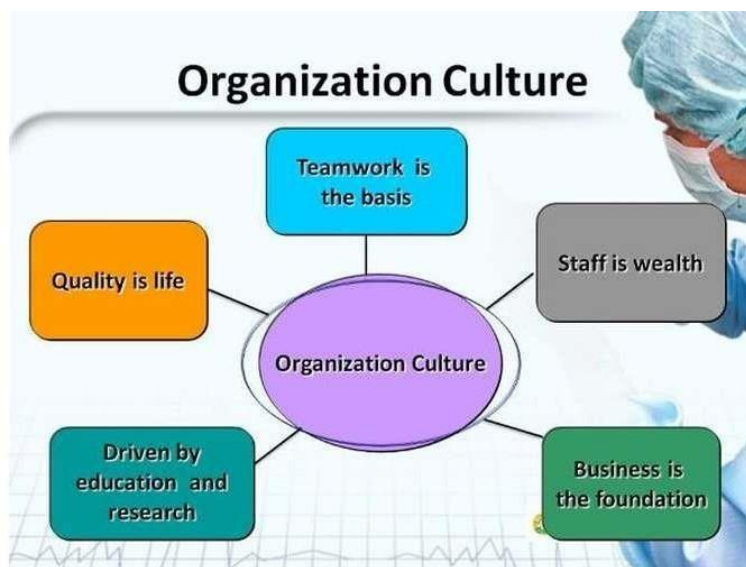 Organization Culture
Teamwork is
the basis
Quality is life
Staff is wealth
Organization Culture
Driven by
education and
research
Business is
the foundation